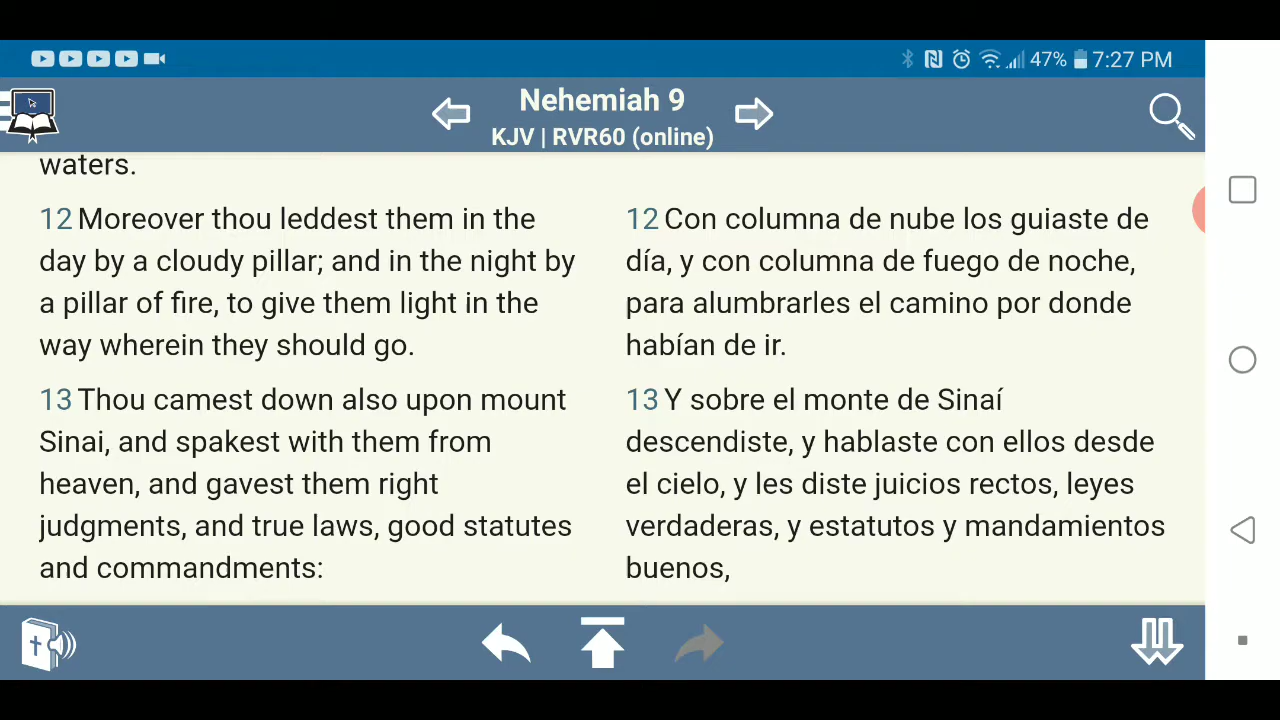 47% 7:27 PM
Nehemiah 9
KJV | RVR60 (online)
waters.
12 Moreover thou leddest them in the
day by a cloudy pillar; and in the night by
a pillar of fire, to give them light in the
way wherein they should go.
13 Thou camest down also upon mount
Sinai, and spakest with them from
heaven, and gavest them right
judgments, and true laws, good statutes
and commandments:
12 Con columna de nube los guiaste de
día, y con columna de fuego de noche,
para alumbrarles el camino por donde
habían de ir.
13 Y sobre el monte de Sinaí
descendiste, y hablaste con ellos desde
el cielo, y les diste juicios rectos, leyes
verdaderas, y estatutos y mandamientos
buenos,